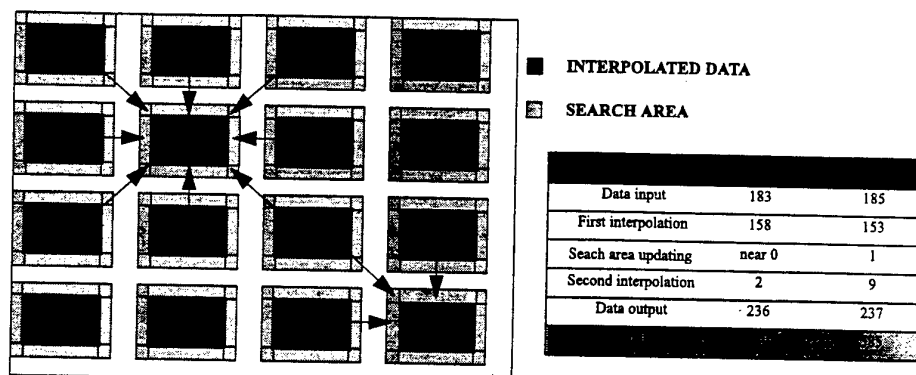 INTERPOLATED DATA
SEARCH AREA
Data input 183 185
First interpolation 158 153
Seach area updating near 0 1
Second interpolation 2 9
Data output 236 237